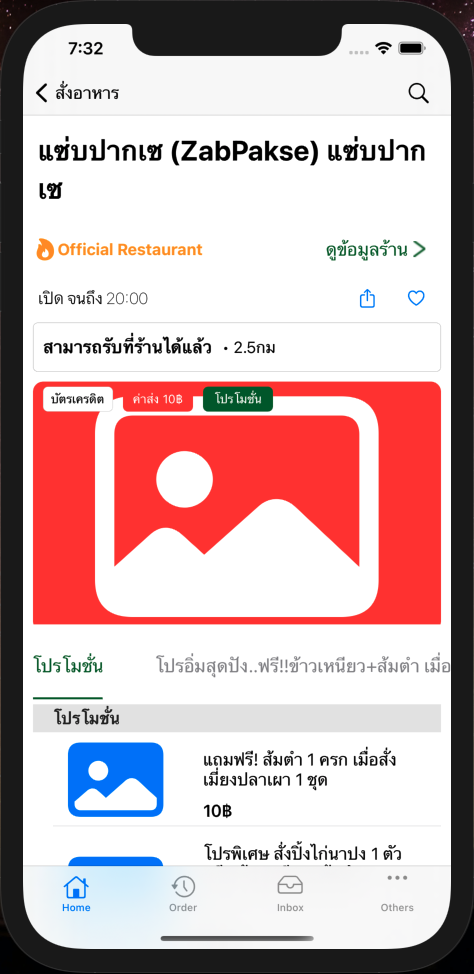 7:32
สั่งอาหาร
แซ่บปากเซ (ZabPakse) แซ่บปาก
เซ
Official Restaurant
ดูข้อมูลร้าน
เปิด จนถึง 20:00
สามารถรับที่ร้านได้แล้ว • 2.5กม
บัตรเครดิต
ค่าส่ง 10฿
โปรโมชั่น
โปรโมชั่น
โปรอิ่มสุดปัง..ฟรี!!ข้าวเหนียว+ส้มตำ เมื่อ
โปรโมชั่น
แถมฟรี! ส้มตำ 1 ครก เมื่อสั่ง
เมี่ยงปลาเผา 1 ชุด
10฿
โปรพิเศษ สั่งปิ้งไก่นาปง 1 ตัว
Home
Order
Inbox
Others